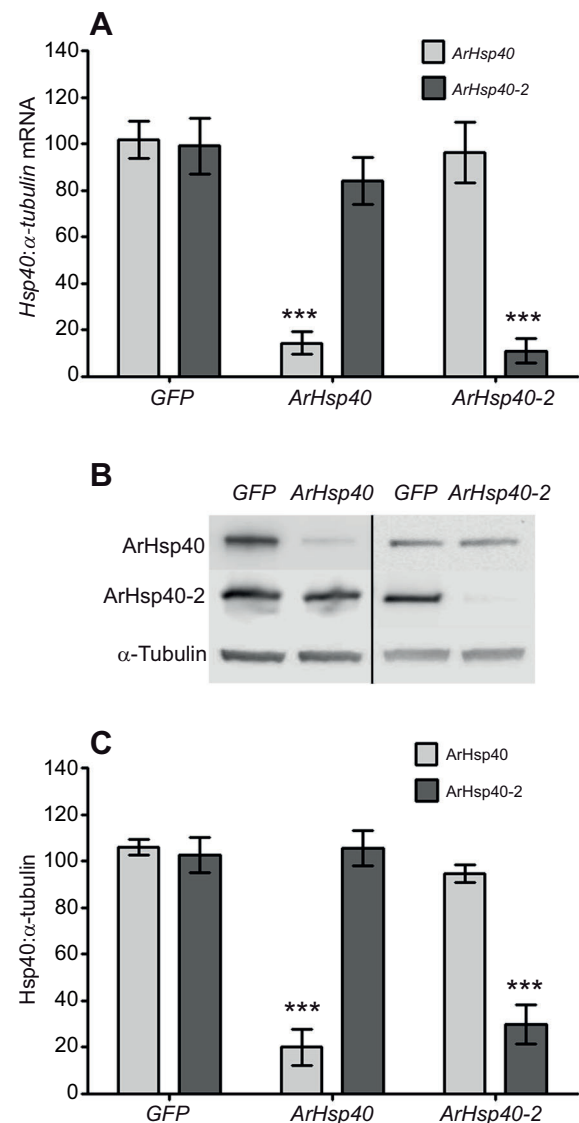 A
140
120
100
80
60
40
20
0
Hsp40:α-tubulin mRNA
ArHsp40
ArHsp40-2
***
***
GFP ArHsp40 ArHsp40-2
B
GFP ArHsp40 GFP ArHsp40-2
ArHsp40
ArHsp40-2
α-Tubulin
C
140
120
100
80
60
40
20
0
Hsp40:α-tubulin
ArHsp40
ArHsp40-2
***
***
GFP ArHsp40 ArHsp40-2